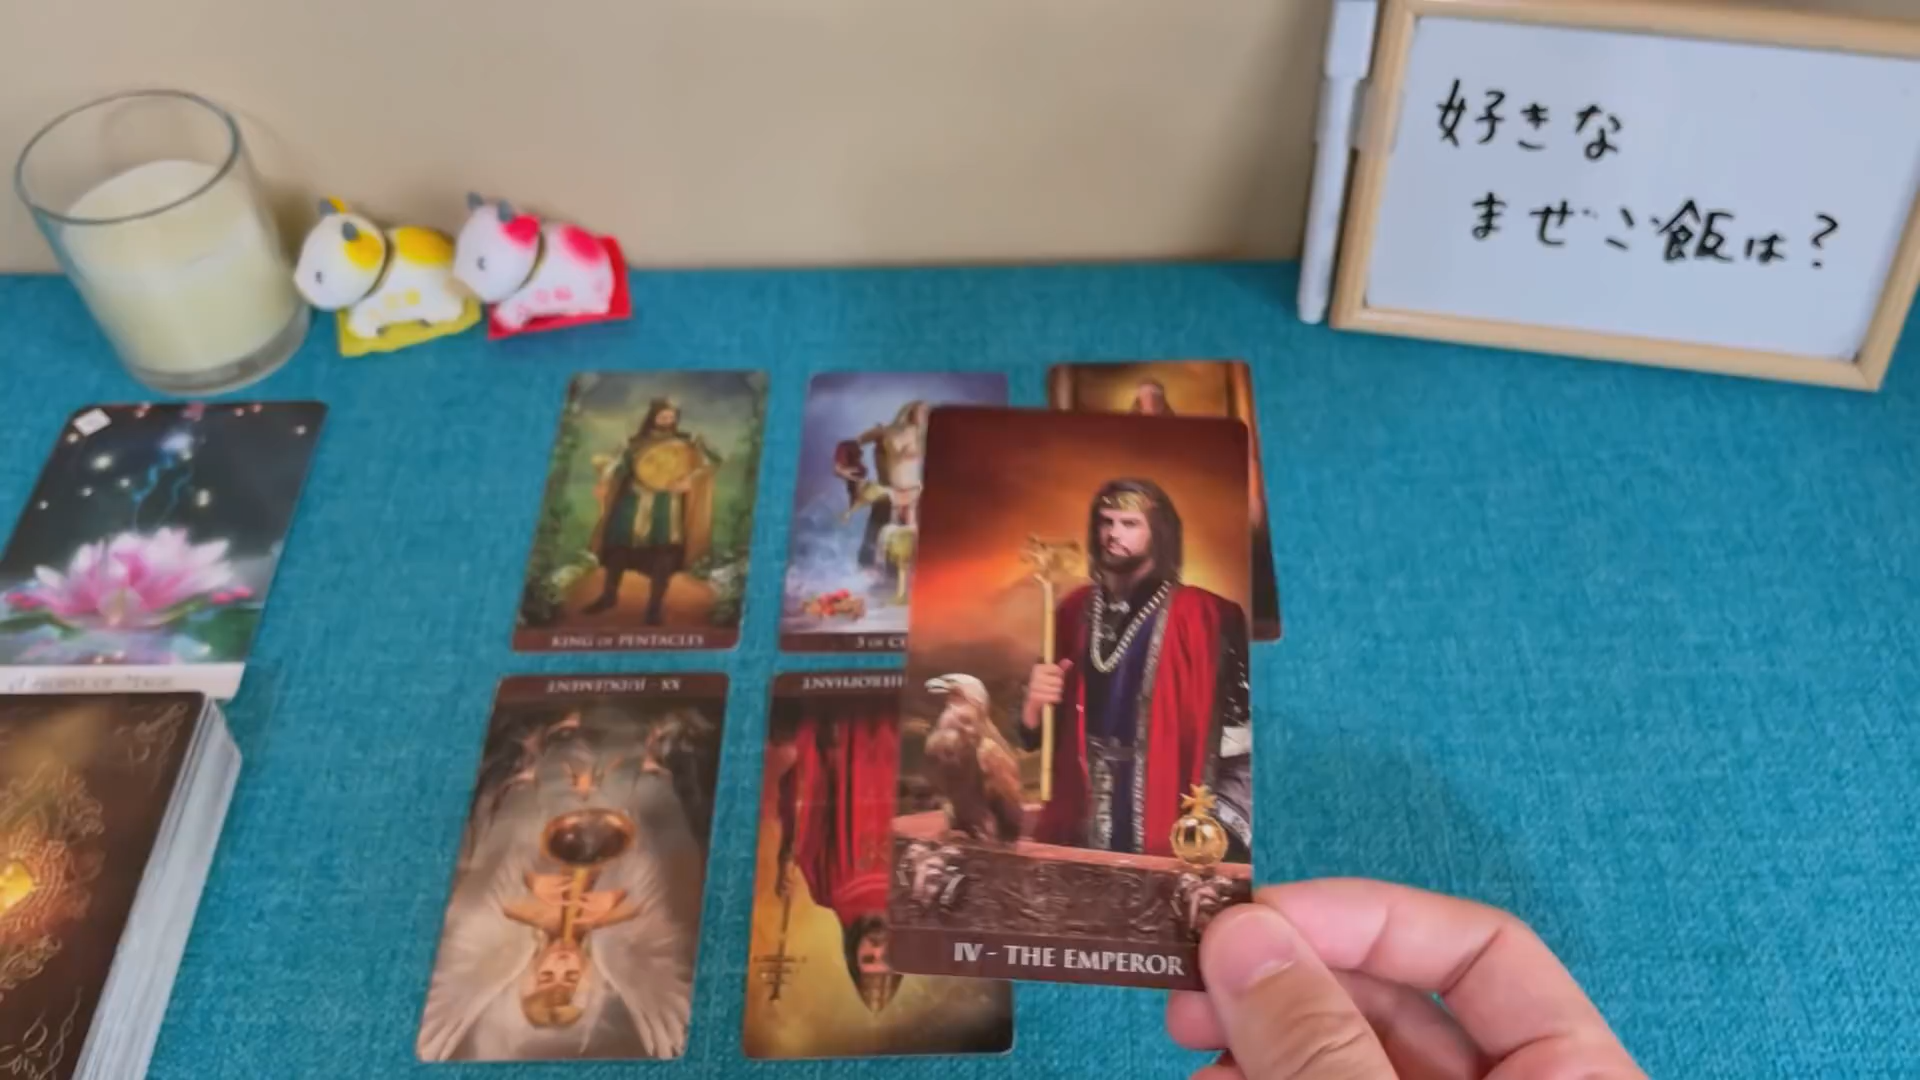 好きな
まぜご飯は?
KING OF PENTACLES
XX - JUDGEMENT
IV - THE EMPEROR